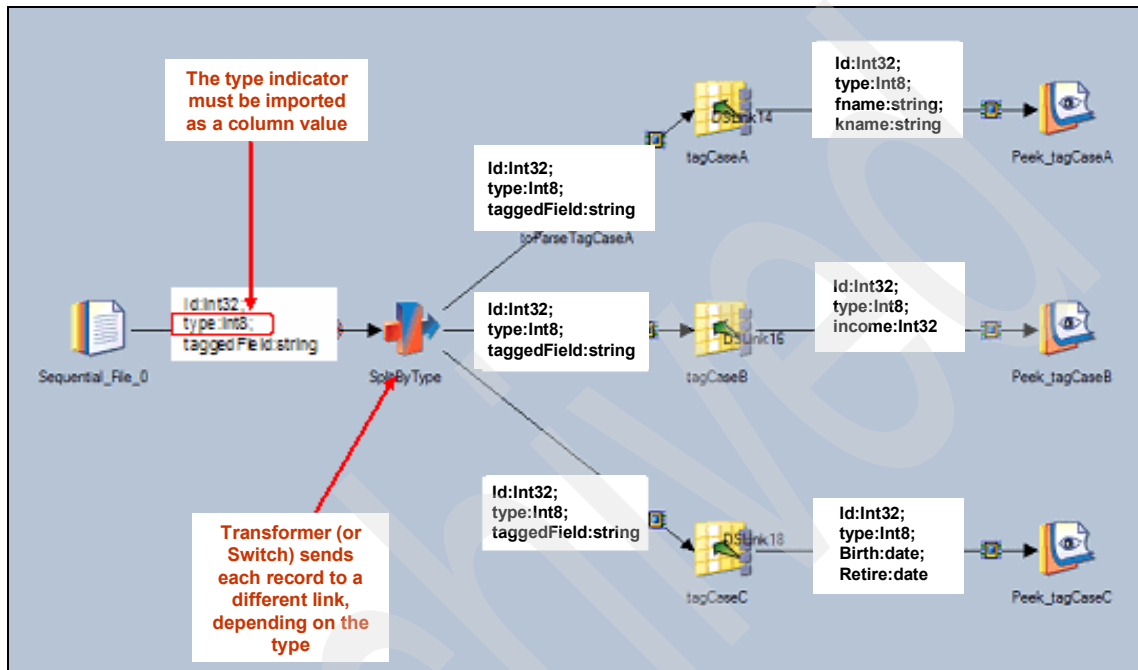 The type indicator
must be imported
as a column value
Id:Int32;
type:Int8;
fname:string;
kname:string
DSLink14
tagCaseA
Peek_tagCaseA
Id:Int32;
type:Int8;
taggedField:string
toParseTagCaseA
Id:Int32;
type:Int8;
taggedField:string
Sequential_File_0
SplitByType
Id:Int32;
type:Int8;
taggedField:string
DSLink16
tagCaseB
Id:Int32;
type:Int8;
income:Int32
Peek_tagCaseB
Id:Int32;
type:Int8;
taggedField:string
DSLink18
tagCaseC
Id:Int32;
type:Int8;
Birth:date;
Retire:date
Peek_tagCaseC
Transformer (or
Switch) sends
each record to a
different link,
depending on the
type